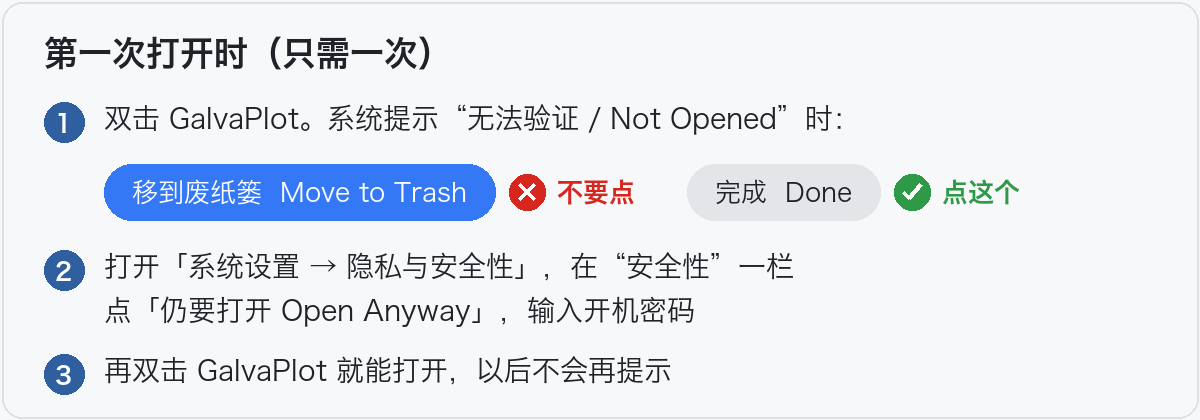 第一次打开时（只需一次）
1 双击 GalvaPlot。系统提示“无法验证 / Not Opened”时：
移到废纸篓 Move to Trash 不要点 完成 Done 点这个
2 打开「系统设置 → 隐私与安全性」，在“安全性”一栏
点「仍要打开 Open Anyway」，输入开机密码
3 再双击 GalvaPlot 就能打开，以后不会再提示